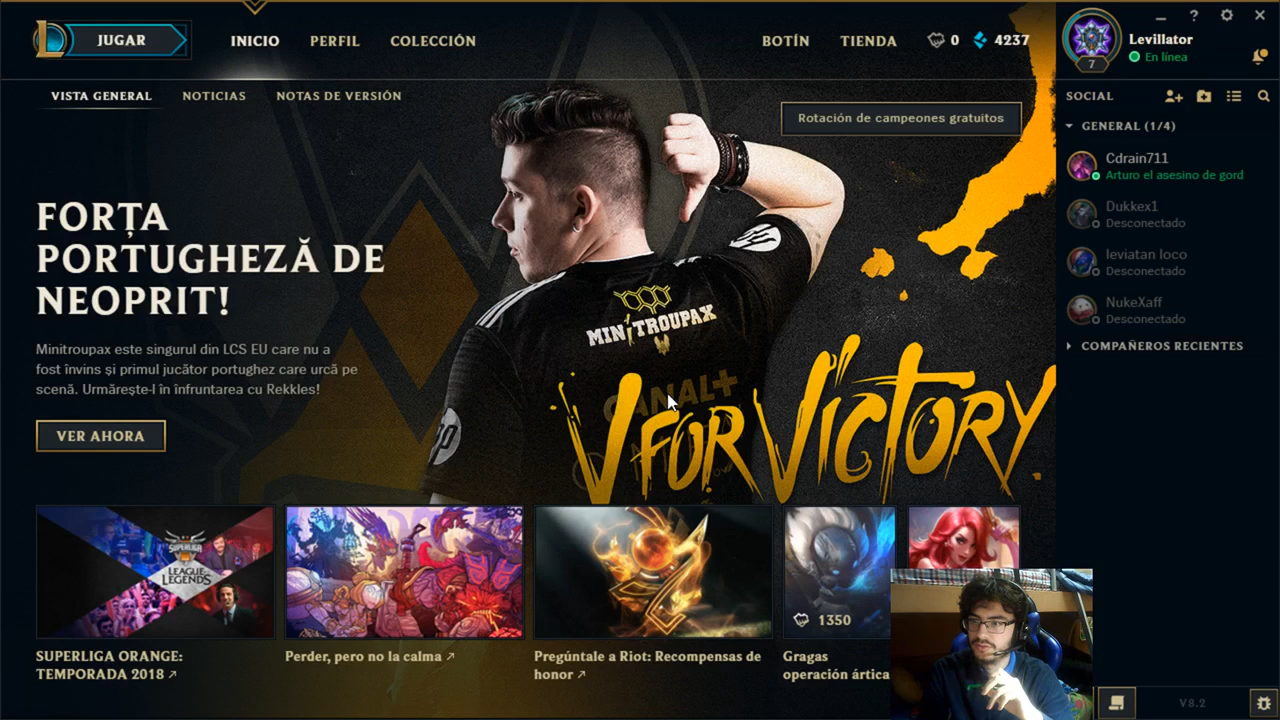 JUGAR
INICIO
PERFIL
COLECCIÓN
BOTÍN
TIENDA
0
4237
7
Levillator
En línea
VISTA GENERAL
NOTICIAS
NOTAS DE VERSIÓN
Rotación de campeones gratuitos
SOCIAL
GENERAL (1/4)
Cdrain711
Arturo el asesino de gord
Dukkex1
Desconectado
leviatan loco
Desconectado
NukeXaff
Desconectado
COMPAÑEROS RECIENTES
FORȚA
PORTUGHEZĂ DE
NEOPRIT!
Minitroupax este singurul din LCS EU care nu a
fost învins și primul jucător portughez care urcă pe
scenă. Urmărește-l în înfruntarea cu Rekkles!
VER AHORA
MINITROUPAX
CANAL+
V FOR VICTORY
SUPERLIGA
LEAGUE OF
LEGENDS
1350
SUPERLIGA ORANGE:
TEMPORADA 2018
Perder, pero no la calma
Pregúntale a Riot: Recompensas de
honor
Gragas
operación ártica
V8.2